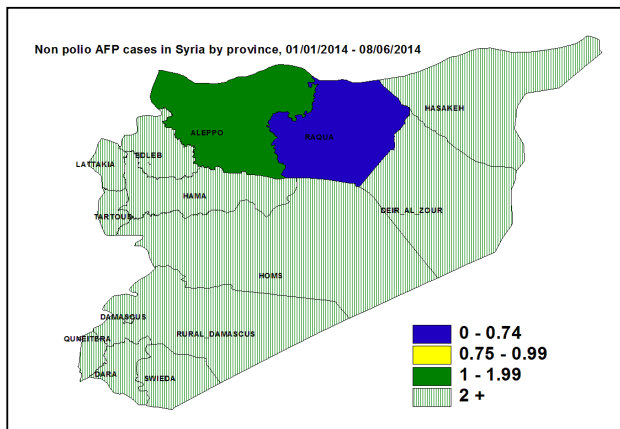 Non polio AFP cases in Syria by province, 01/01/2014 - 08/06/2014
HASAKEH
ALEPPO
RAQUA
EDLEB
LATTAKIA
HAMA
TARTOUS
DEIR_AL_ZOUR
HOMS
DAMASCUS
QUNEITERA
RURAL_DAMASCUS
DARA
SWIEDA
0 - 0.74
0.75 - 0.99
1 - 1.99
2 +